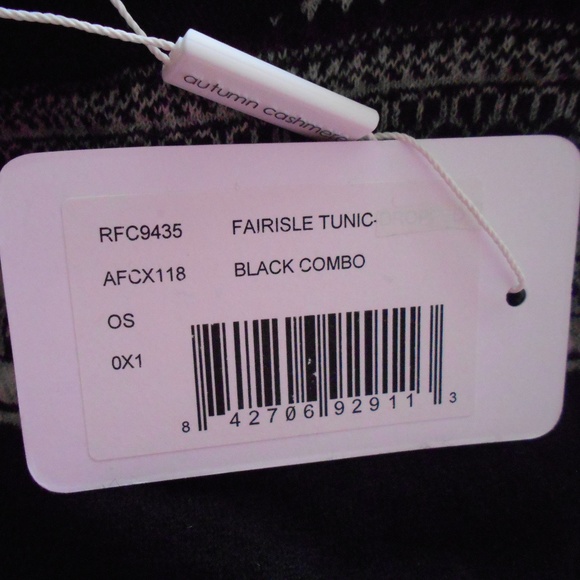 autumn cashmere
RFC9435 FAIRISLE TUNIC-
AFCX118 BLACK COMBO
OS
0X1
8 42706 92911 3